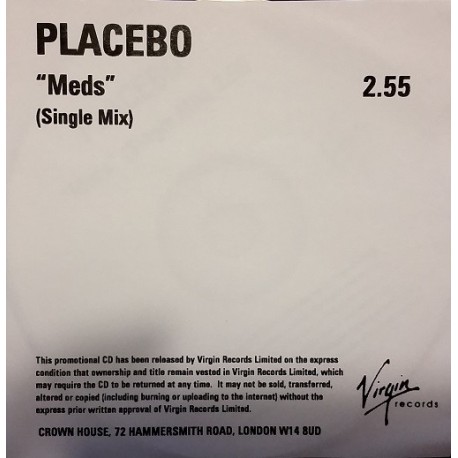 PLACEBO
“Meds” 2.55
(Single Mix)
This promotional CD has been released by Virgin Records Limited on the express
condition that ownership and title remain vested in Virgin Records Limited, which
may require the CD to be returned at any time. It may not be sold, transferred,
altered or copied (including burning or uploading to the internet) without the
express prior written approval of Virgin Records Limited.
Virgin
records
CROWN HOUSE, 72 HAMMERSMITH ROAD, LONDON W14 8UD